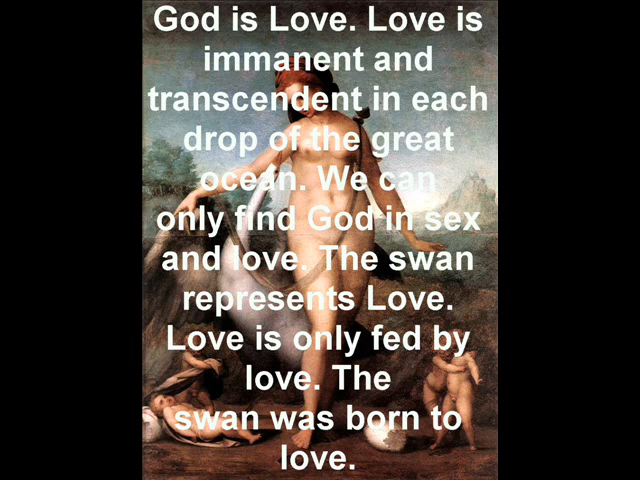 God is Love. Love is
immanent and
transcendent in each
drop of the great
ocean. We can
only find God in sex
and love. The swan
represents Love.
Love is only fed by
love. The
swan was born to
love.